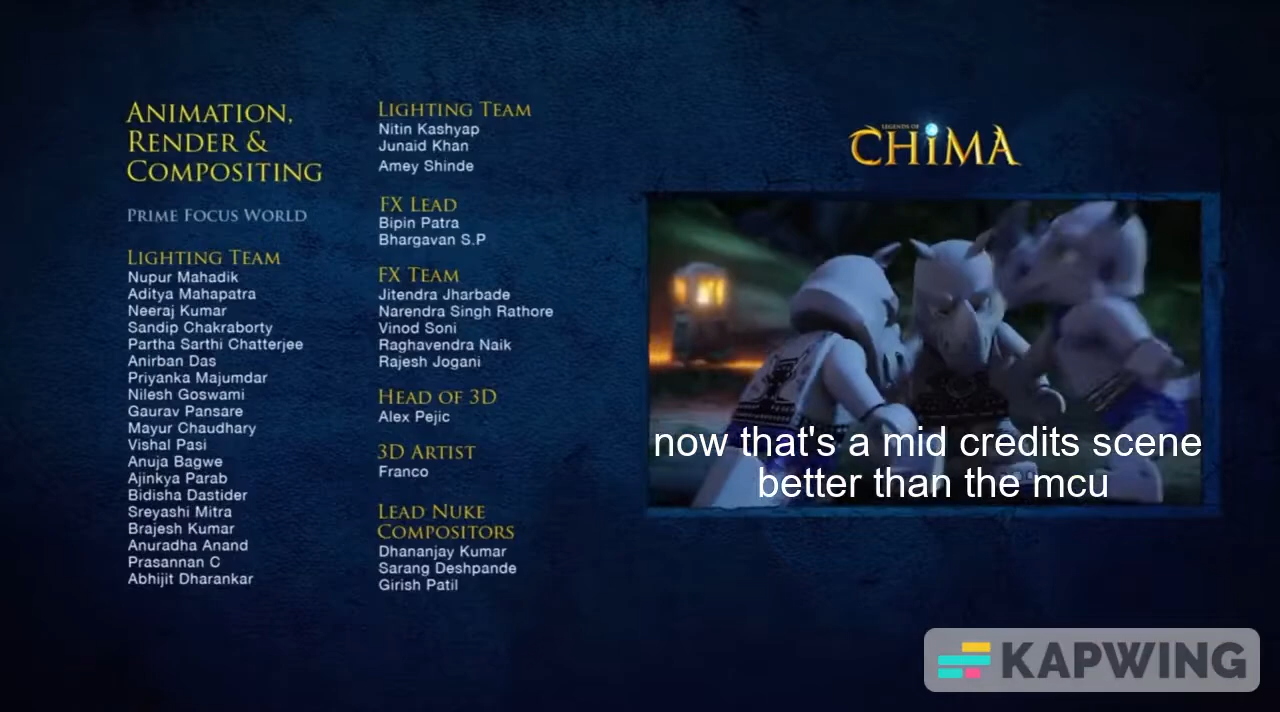 Animation,
Render &
Compositing
Prime Focus World
Lighting Team
Nupur Mahadik
Aditya Mahapatra
Neeraj Kumar
Sandip Chakraborty
Partha Sarthi Chatterjee
Anirban Das
Priyanka Majumdar
Nilesh Goswami
Gaurav Pansare
Mayur Chaudhary
Vishal Pasi
Anuja Bagwe
Ajinkya Parab
Bidisha Dastider
Sreyashi Mitra
Brajesh Kumar
Anuradha Anand
Prasannan C
Abhijit Dharankar
Lighting Team
Nitin Kashyap
Junaid Khan
Amey Shinde
FX Lead
Bipin Patra
Bhargavan S.P
FX Team
Jitendra Jharbade
Narendra Singh Rathore
Vinod Soni
Raghavendra Naik
Rajesh Jogani
Head of 3D
Alex Pejic
3D Artist
Franco
Lead Nuke
Compositors
Dhananjay Kumar
Sarang Deshpande
Girish Patil
LEGENDS OF
CHiMA
now that's a mid credits scene
better than the mcu
KAPWING